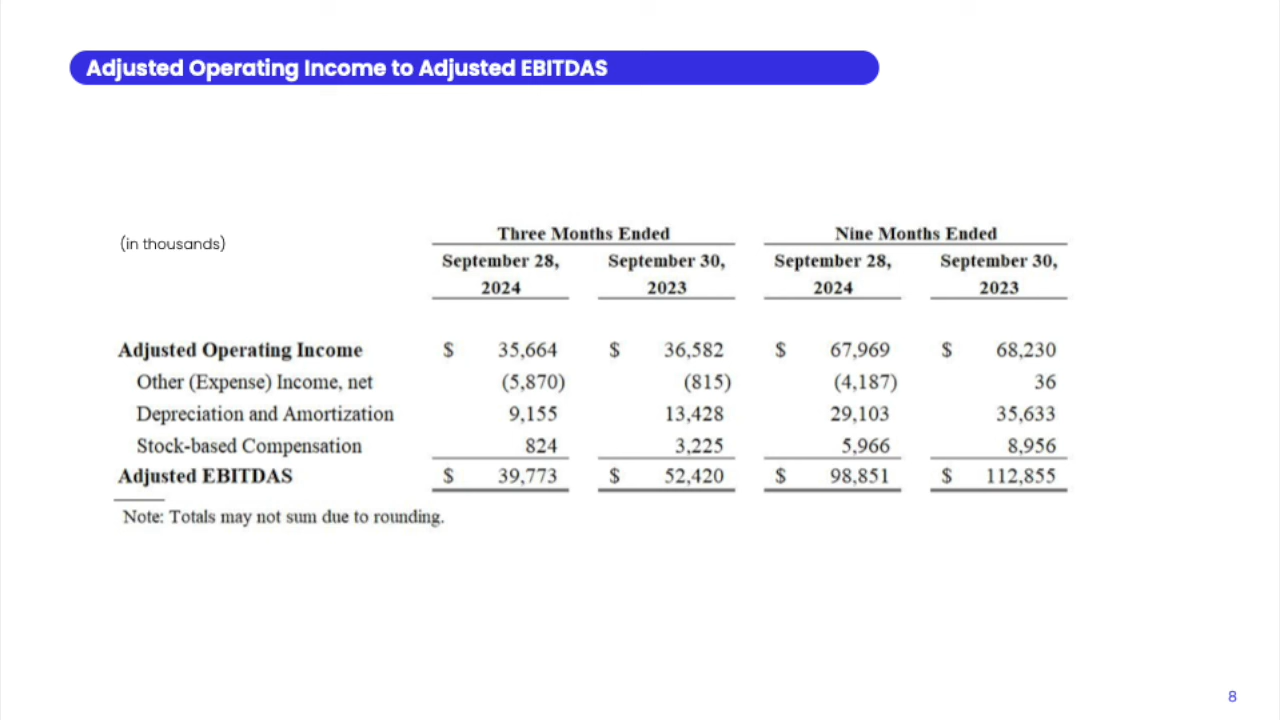 Adjusted Operating Income to Adjusted EBITDAS
(in thousands)
Three Months Ended Nine Months Ended
September 28, September 30, September 28, September 30,
2024 2023 2024 2023
Adjusted Operating Income $ 35,664 $ 36,582 $ 67,969 $ 68,230
Other (Expense) Income, net (5,870) (815) (4,187) 36
Depreciation and Amortization 9,155 13,428 29,103 35,633
Stock-based Compensation 824 3,225 5,966 8,956
Adjusted EBITDAS $ 39,773 $ 52,420 $ 98,851 $ 112,855
Note: Totals may not sum due to rounding.
8